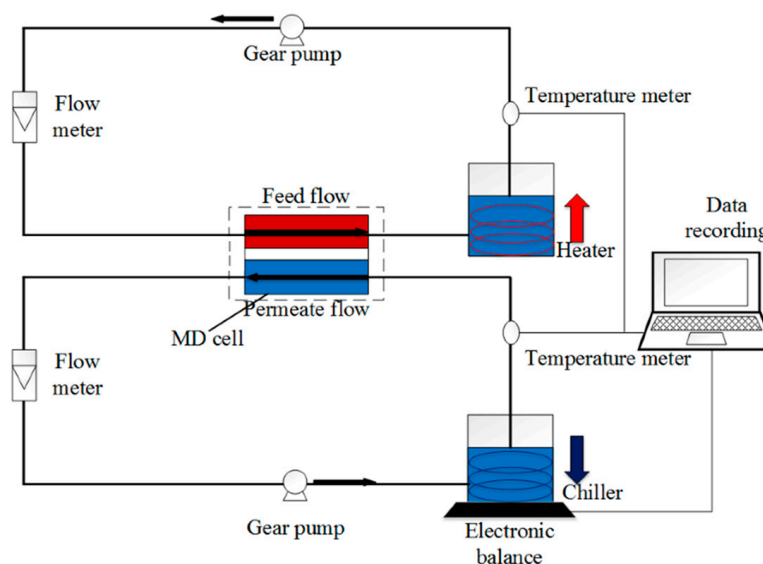 Gear pump
Flow
meter
Temperature meter
Feed flow
Heater
Data
recording
Permeate flow
MD cell
Flow
meter
Temperature meter
Chiller
Gear pump
Electronic
balance